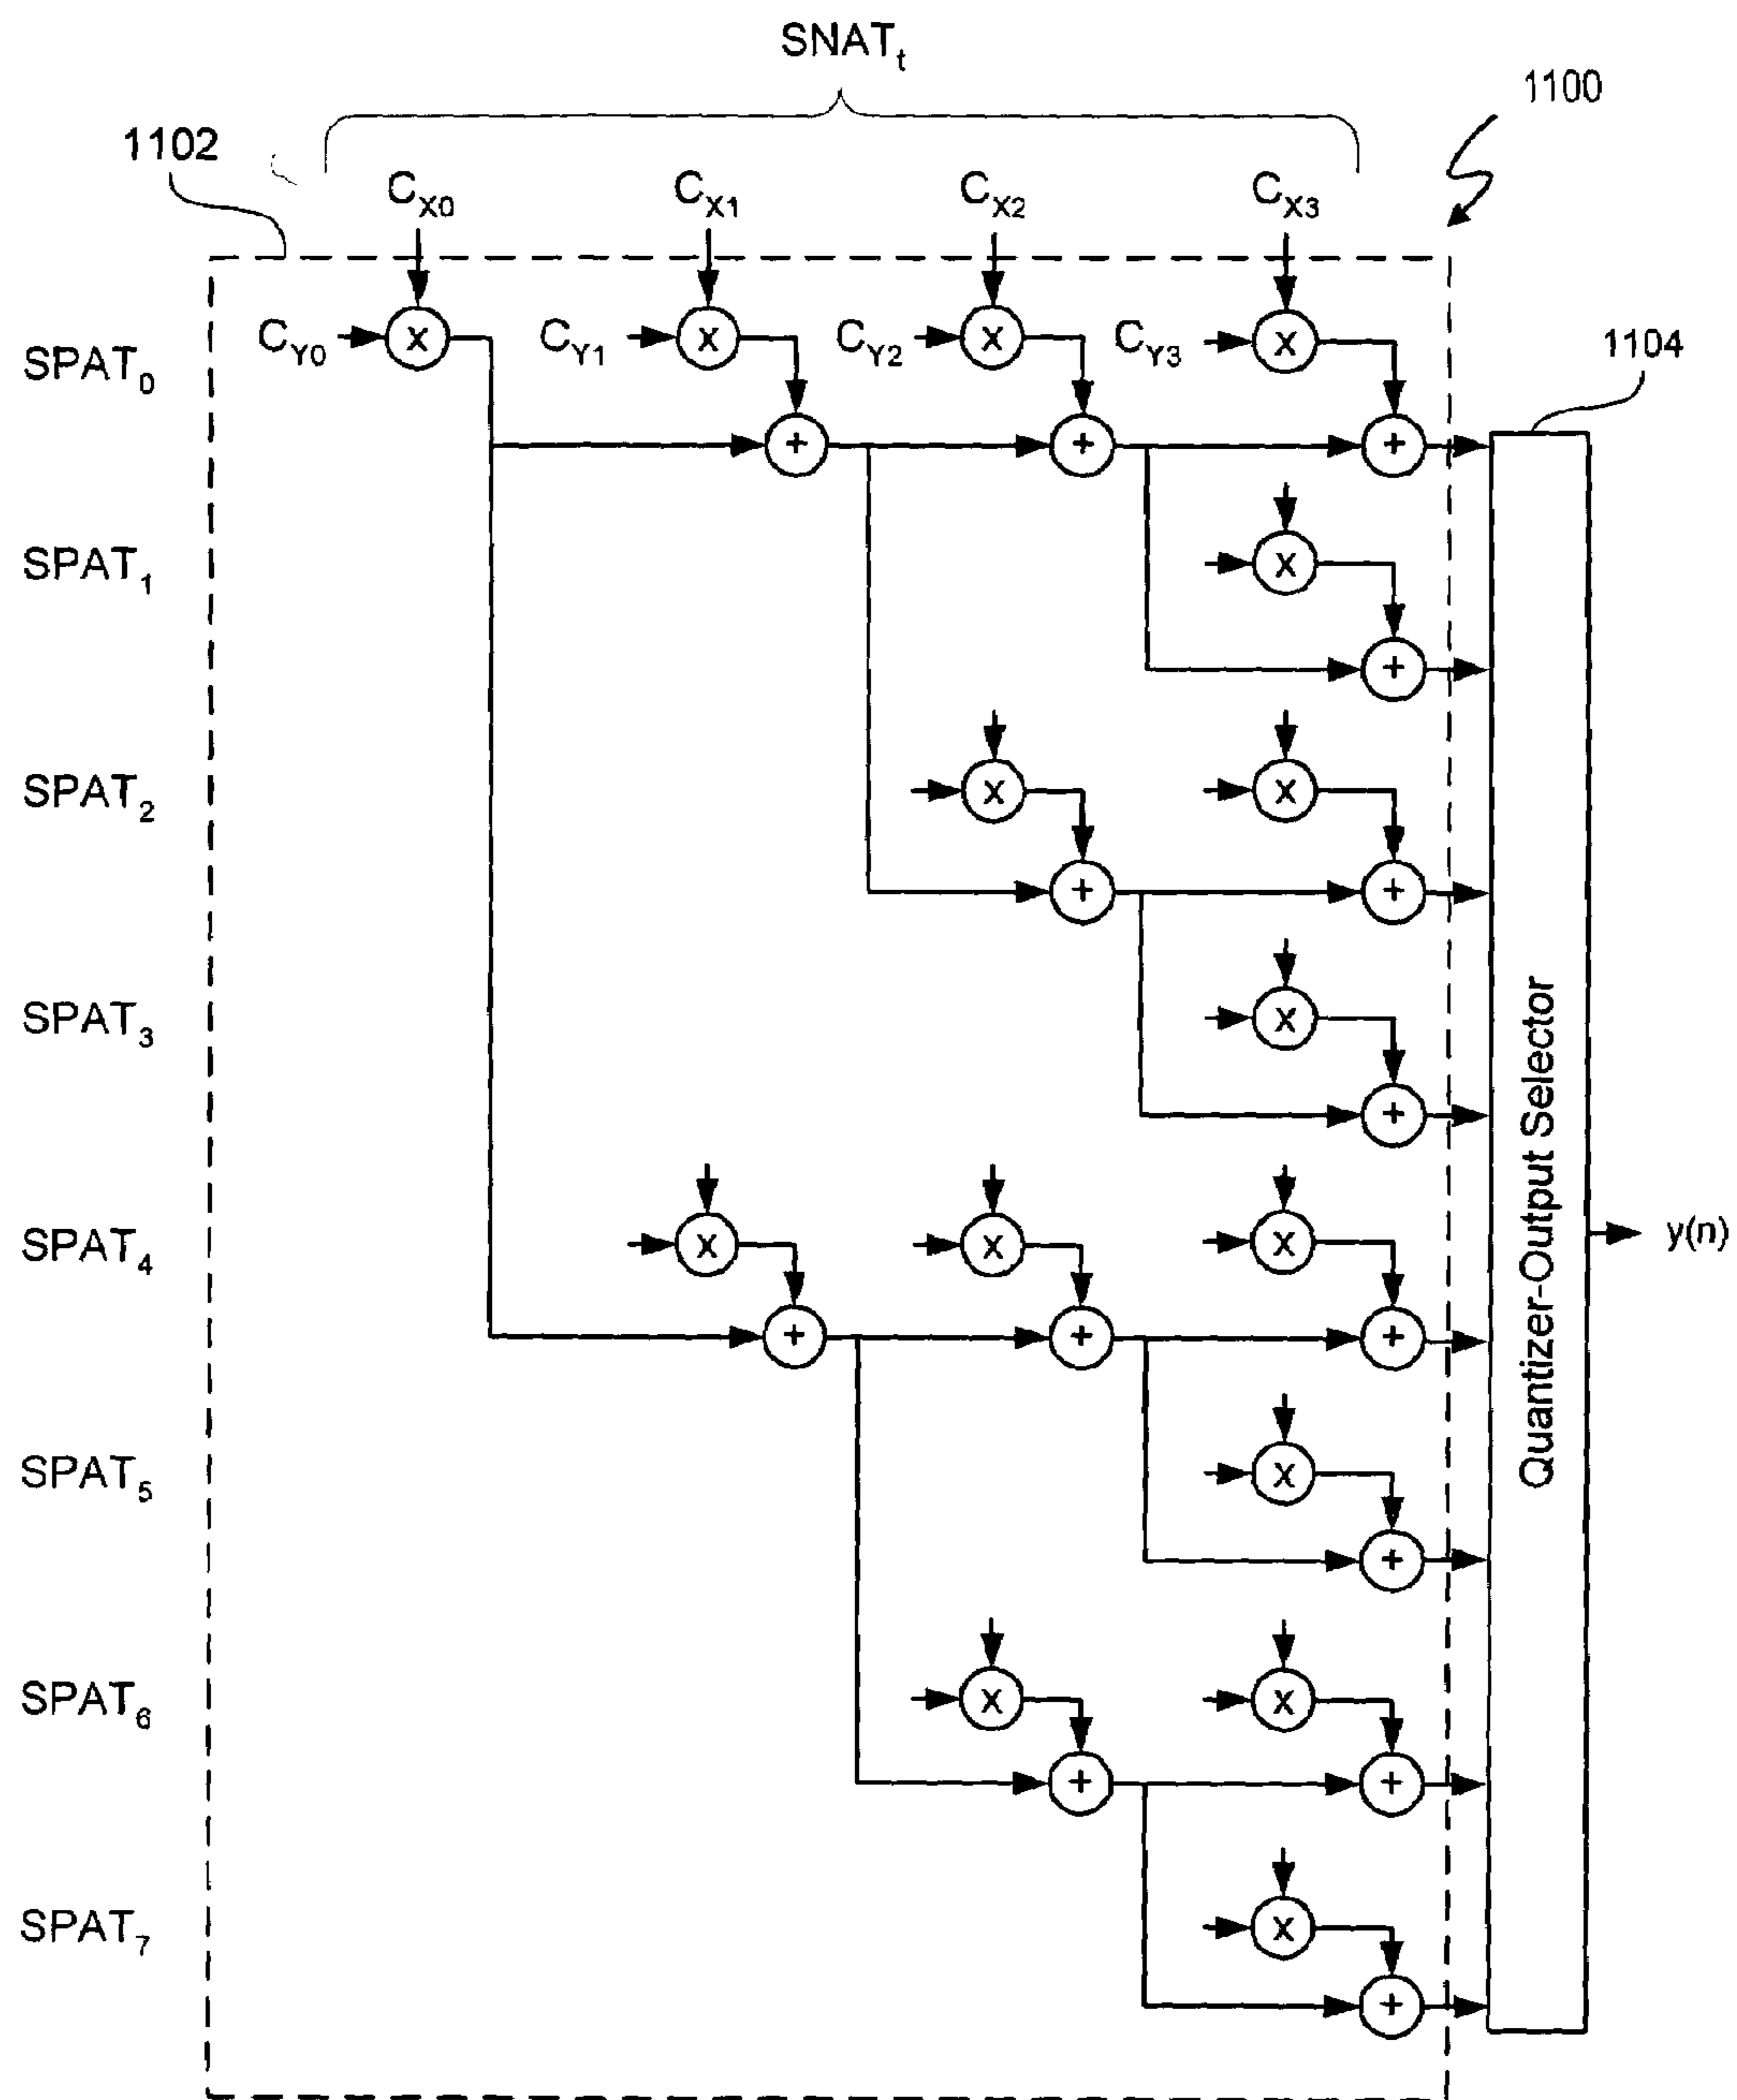 SNATt
1100
1102
CX0 CX1 CX2 CX3
CY0 x CY1 x CY2 x CY3 x
SPAT0
1104
+ + +
SPAT1 x
+
SPAT2 x x
+ +
SPAT3 x
+
SPAT4 x x x
+ + +
SPAT5 x
+
SPAT6 x x
+ +
SPAT7 x
+
Quantizer-Output Selector
y(n)